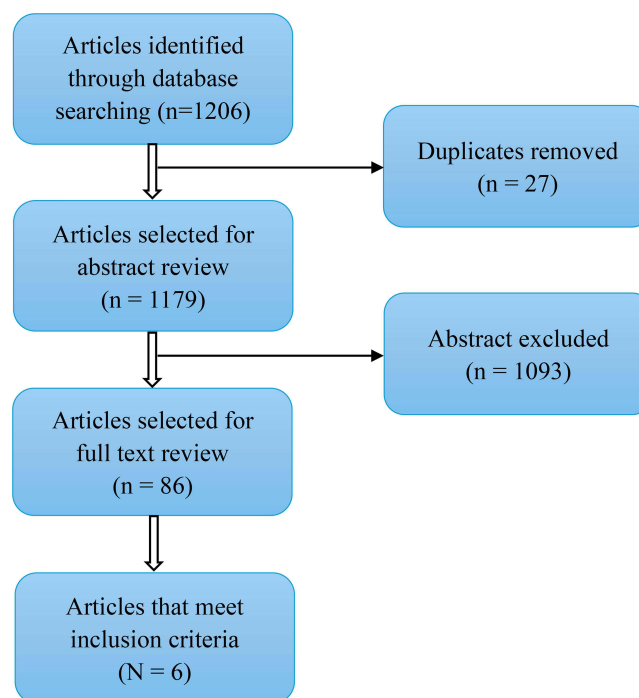 Articles identified
through database
searching (n=1206)
Duplicates removed
(n = 27)
Articles selected for
abstract review
(n = 1179)
Abstract excluded
(n = 1093)
Articles selected for
full text review
(n = 86)
Articles that meet
inclusion criteria
(N = 6)